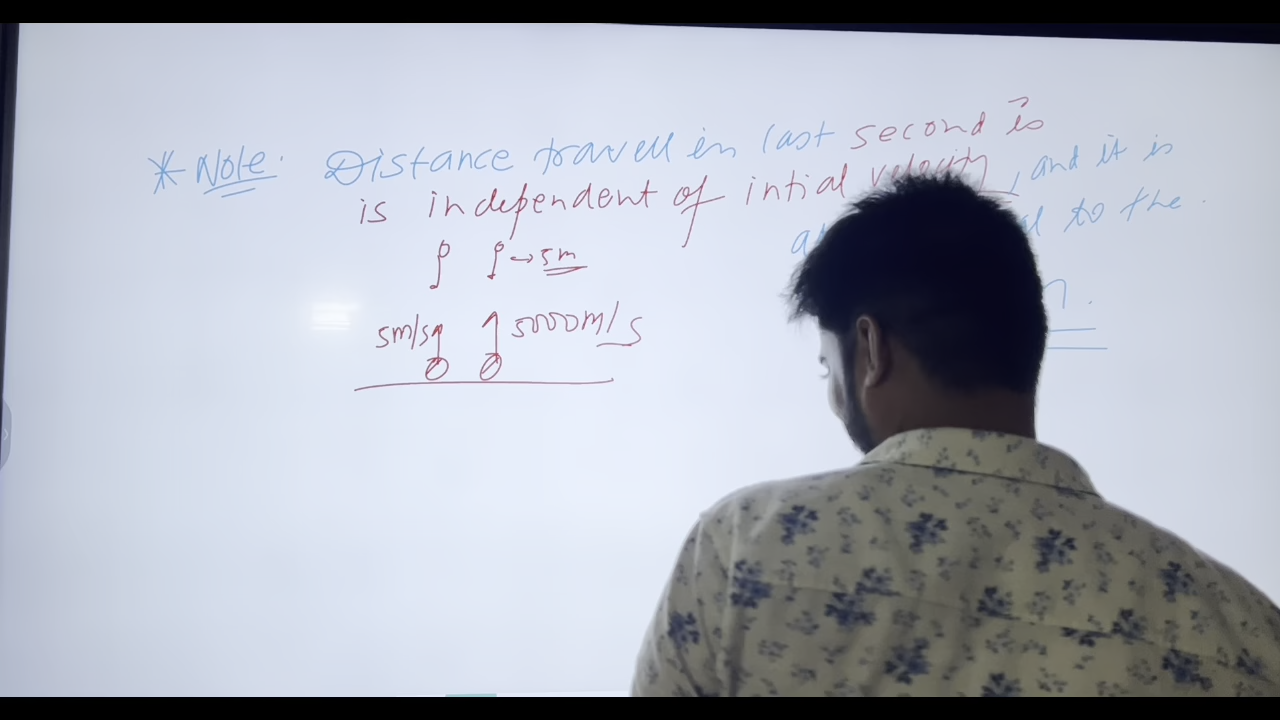 * Note: Distance travell in last second is
is independent of intial velocity, and it is
to the.
→ 5m
5m/s 5000m/s